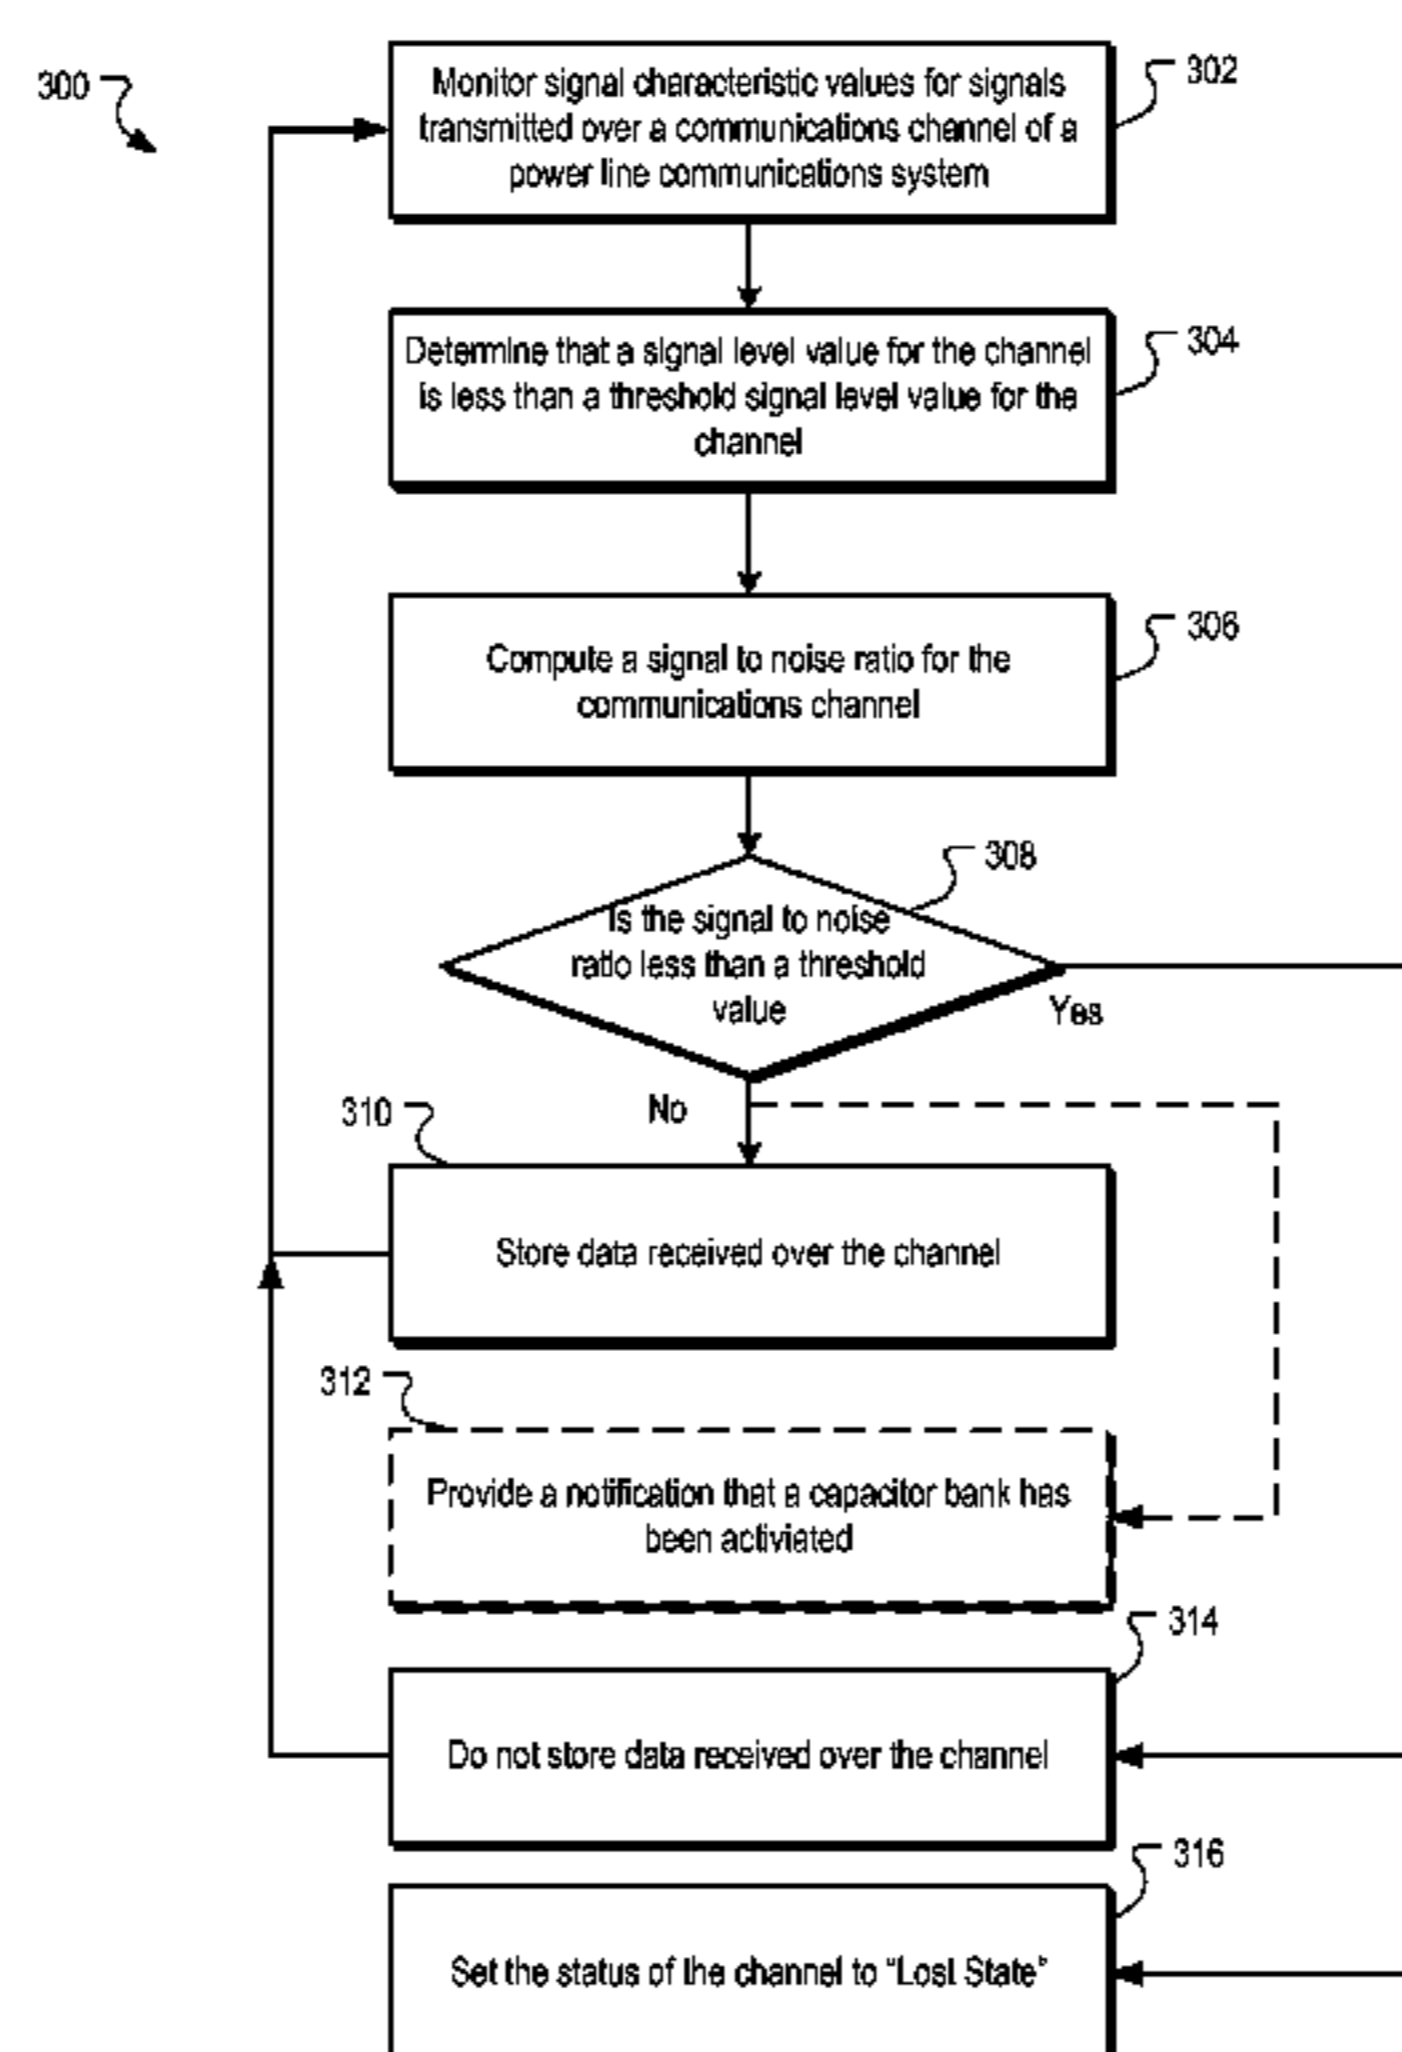 300
302
Monitor signal characteristic values for signals
transmitted over a communications channel of a
power line communications system
304
Determine that a signal level value for the channel
is less than a threshold signal level value for the
channel
306
Compute a signal to noise ratio for the
communications channel
308
Is the signal to noise
ratio less than a threshold
value
Yes
No
310
Store data received over the channel
312
Provide a notification that a capacitor bank has
been activiated
314
Do not store data received over the channel
316
Set the status of the channel to "Lost State"